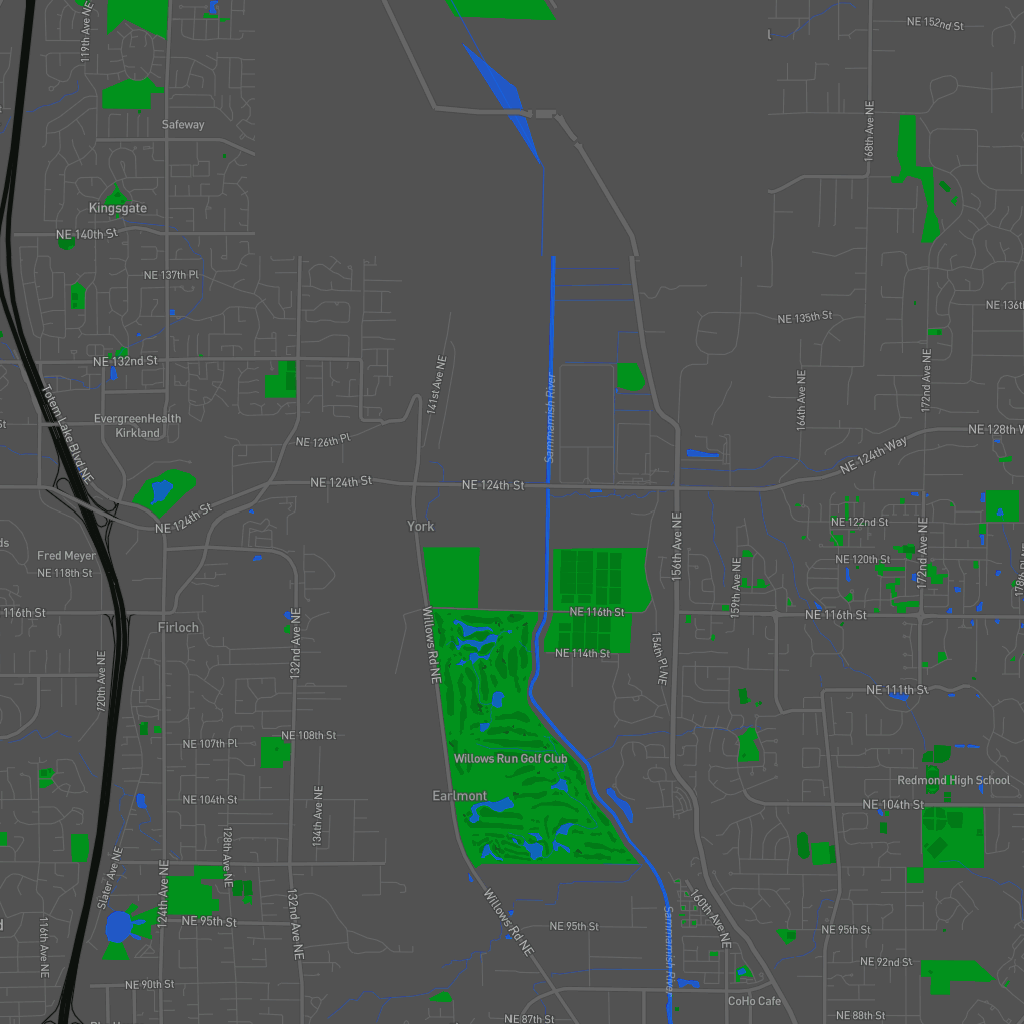 119th Ave NE
NE 152nd St
l
Safeway
168th Ave NE
Kingsgate
NE 140th St
NE 137th Pl
NE 136t
NE 135th St
NE 132nd St
141st Ave NE
172nd Ave NE
164th Ave NE
Sammamish River
Totem Lake Blvd NE
EvergreenHealth
Kirkland
St
NE 126th Pl
NE 128th W
NE 124th Way
NE 124th St
NE 124th St
NE 124th St
York
NE 122nd St
ds
Fred Meyer
NE 118th St
156th Ave NE
159th Ave NE
NE 120th St
172nd Ave NE
178th Pl
116th St
Firloch
132nd Ave NE
Willows Rd NE
NE 116th St
NE 116th St
NE 114th St
154th PL NE
120th Ave NE
NE 111th St
NE 107th Pl
NE 108th St
Willows Run Golf Club
Redmond High School
Earlmont
NE 104th St
NE 104th St
134th Ave NE
128th Ave NE
Slater Ave NE
124th Ave NE
116th Ave NE
d
NE 95th St
132nd Ave NE
Willows Rd NE
NE 95th St
Sammamish River
160th Ave NE
NE 95th St
NE 92nd St
NE 90th St
CoHo Cafe
NE 87th St
NE 88th St